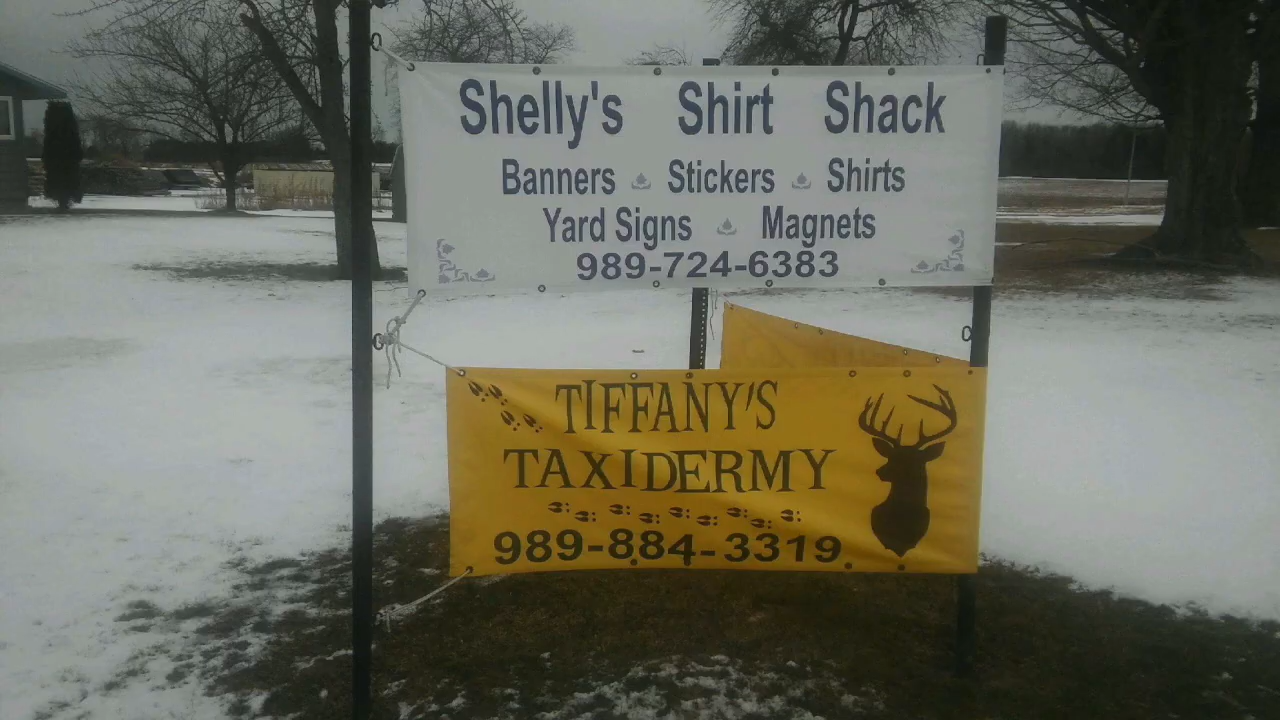 Shelly's Shirt Shack
Banners Stickers Shirts
Yard Signs Magnets
989-724-6383
TIFFANY'S
TAXIDERMY
989-884-3319